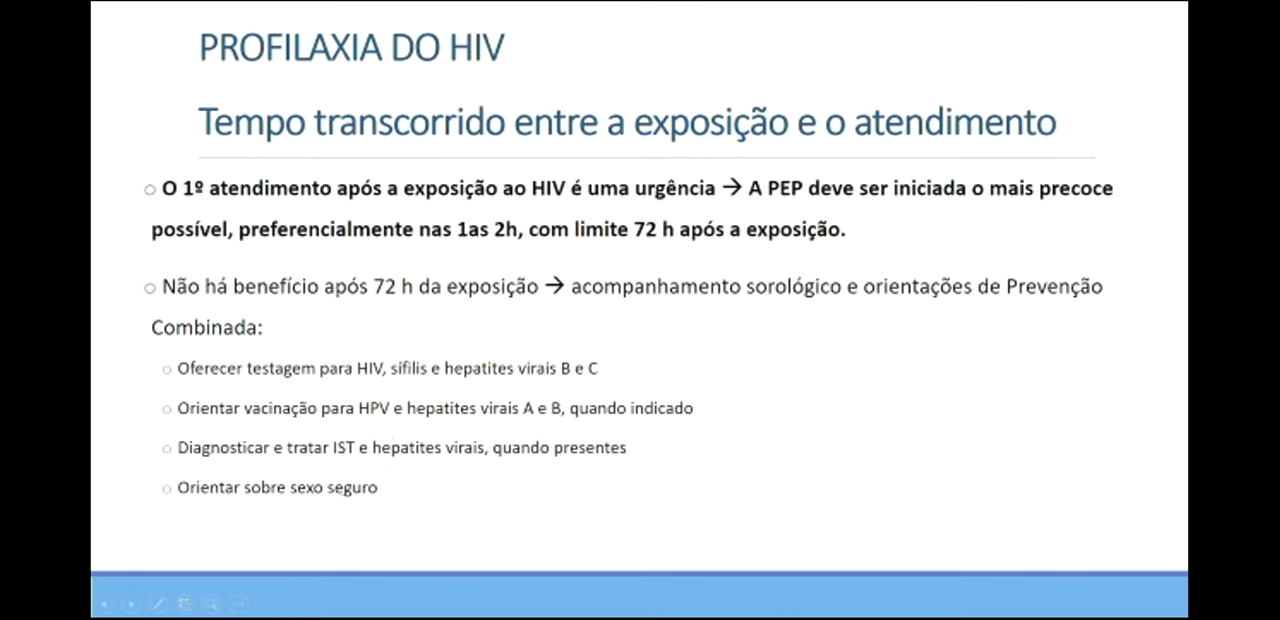 PROFILAXIA DO HIV
Tempo transcorrido entre a exposição e o atendimento
O 1º atendimento após a exposição ao HIV é uma urgência → A PEP deve ser iniciada o mais precoce
possível, preferencialmente nas 1as 2h, com limite 72 h após a exposição.
Não há benefício após 72 h da exposição → acompanhamento sorológico e orientações de Prevenção
Combinada:
Oferecer testagem para HIV, sífilis e hepatites virais B e C
Orientar vacinação para HPV e hepatites virais A e B, quando indicado
Diagnosticar e tratar IST e hepatites virais, quando presentes
Orientar sobre sexo seguro